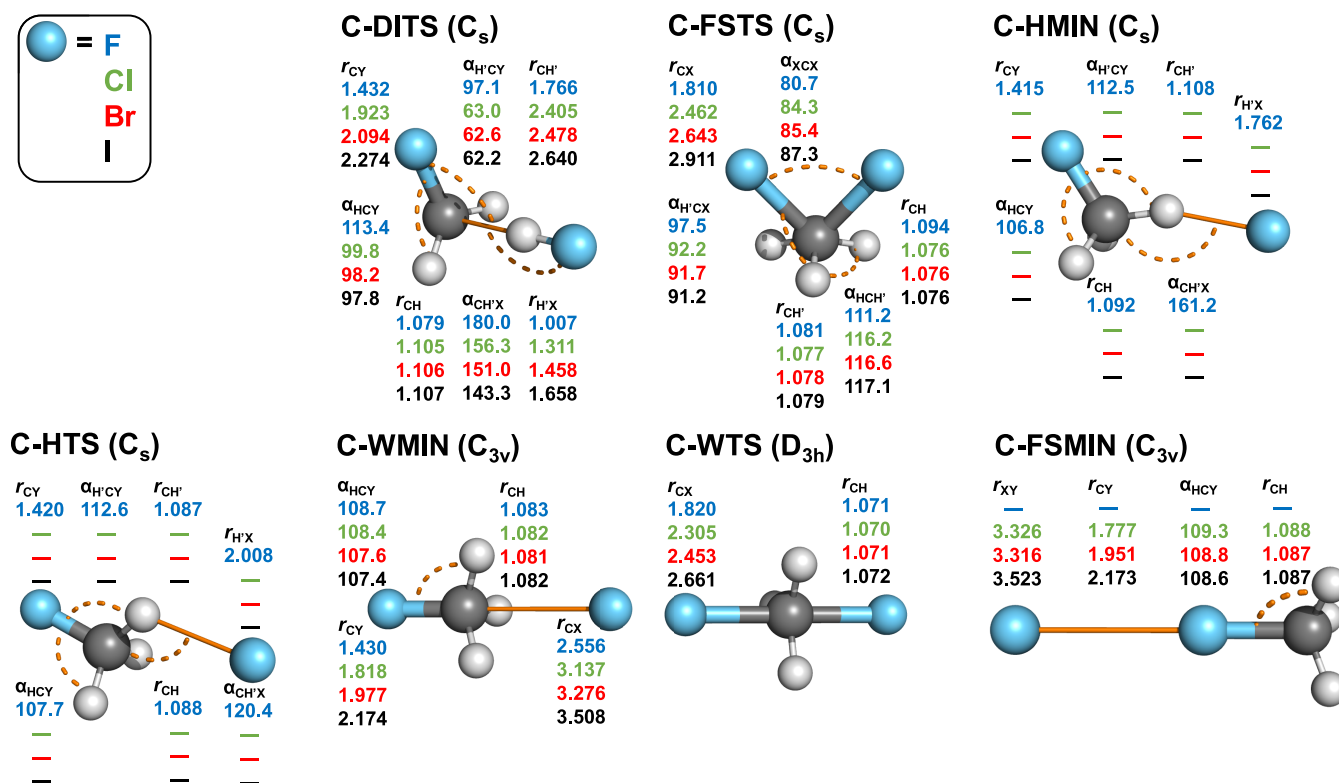 = F
Cl
Br
I
C-DITS (Cs)
rCY αH'CY rCH'
1.432 97.1 1.766
1.923 63.0 2.405
2.094 62.6 2.478
2.274 62.2 2.640
αHCY
113.4
99.8
98.2
97.8
rCH αCH'X rH'X
1.079 180.0 1.007
1.105 156.3 1.311
1.106 151.0 1.458
1.107 143.3 1.658
C-FSTS (Cs)
rCX αXCX
1.810 80.7
2.462 84.3
2.643 85.4
2.911 87.3
αH'CX
97.5
92.2
91.7
91.2
rCH
1.094
1.076
1.076
1.076
rCH' αHCH'
1.081 111.2
1.077 116.2
1.078 116.6
1.079 117.1
C-HMIN (Cs)
rCY αH'CY rCH'
1.415 112.5 1.108
– – –
– – –
– – –
rH'X
1.762
–
–
–
αHCY
106.8
–
–
–
rCH αCH'X
1.092 161.2
– –
– –
– –
C-HTS (Cs)
rCY αH'CY rCH'
1.420 112.6 1.087
– – –
– – –
– – –
rH'X
2.008
–
–
–
αHCY rCH αCH'X
107.7 1.088 120.4
– – –
– – –
– – –
C-WMIN (C3v)
αHCY rCH
108.7 1.083
108.4 1.082
107.6 1.081
107.4 1.082
rCY rCX
1.430 2.556
1.818 3.137
1.977 3.276
2.174 3.508
C-WTS (D3h)
rCX rCH
1.820 1.071
2.305 1.070
2.453 1.071
2.661 1.072
C-FSMIN (C3v)
rXY rCY αHCY rCH
– – – –
3.326 1.777 109.3 1.088
3.316 1.951 108.8 1.087
3.523 2.173 108.6 1.087